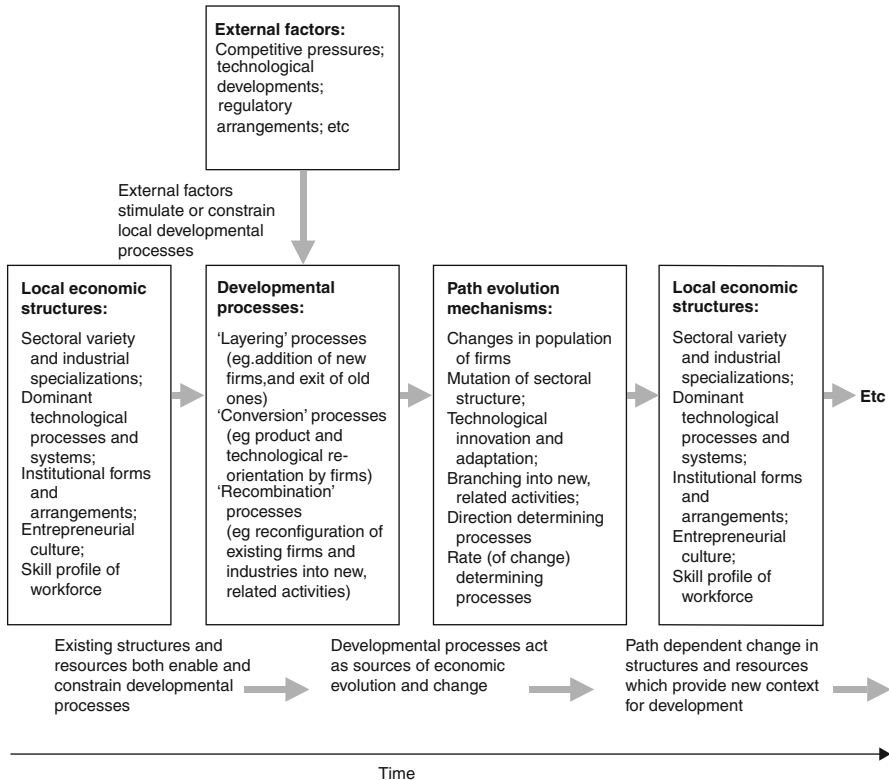 External factors:
Competitive pressures;
technological
developments;
regulatory
arrangements; etc
External factors
stimulate or constrain
local developmental
processes
Local economic
structures:
Sectoral variety
and industrial
specializations;
Dominant
technological
processes and
systems;
Institutional forms
and
arrangements;
Entrepreneurial
culture;
Skill profile of
workforce
Developmental
processes:
‘Layering’ processes
(eg.addition of new
firms,and exit of old
ones)
‘Conversion’ processes
(eg product and
technological re-
orientation by firms)
‘Recombination’
processes
(eg reconfiguration of
existing firms and
industries into new,
related activities)
Path evolution
mechanisms:
Changes in population
of firms
Mutation of sectoral
structure;
Technological
innovation and
adaptation;
Branching into new,
related activities;
Direction determining
processes
Rate (of change)
determining
processes
Local economic
structures:
Sectoral variety
and industrial
specializations;
Dominant
technological
processes and
systems;
Institutional forms
and
arrangements;
Entrepreneurial
culture;
Skill profile of
workforce
Etc
Existing structures and
resources both enable and
constrain developmental
processes
Developmental processes act
as sources of economic
evolution and change
Path dependent change in
structures and resources
which provide new context
for development
Time